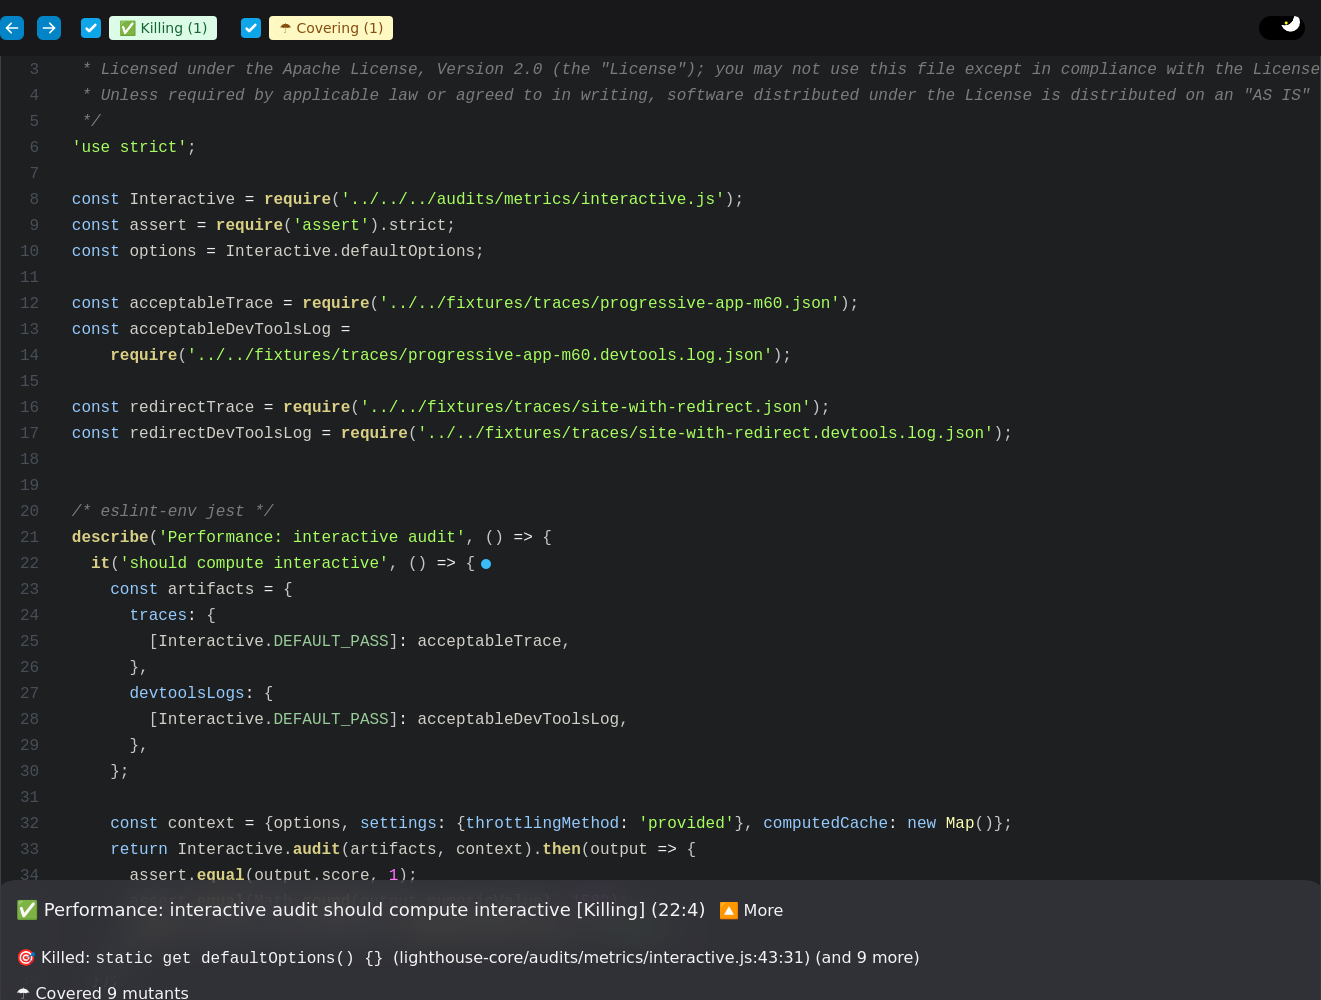 ✅ Killing (1) ☂ Covering (1)
3 * Licensed under the Apache License, Version 2.0 (the "License"); you may not use this file except in compliance with the License
4 * Unless required by applicable law or agreed to in writing, software distributed under the License is distributed on an "AS IS"
5 */
6 'use strict';
7
8 const Interactive = require('../../../audits/metrics/interactive.js');
9 const assert = require('assert').strict;
10 const options = Interactive.defaultOptions;
11
12 const acceptableTrace = require('../../fixtures/traces/progressive-app-m60.json');
13 const acceptableDevToolsLog =
14     require('../../fixtures/traces/progressive-app-m60.devtools.log.json');
15
16 const redirectTrace = require('../../fixtures/traces/site-with-redirect.json');
17 const redirectDevToolsLog = require('../../fixtures/traces/site-with-redirect.devtools.log.json');
18
19
20 /* eslint-env jest */
21 describe('Performance: interactive audit', () => {
22   it('should compute interactive', () => {
23     const artifacts = {
24       traces: {
25         [Interactive.DEFAULT_PASS]: acceptableTrace,
26       },
27       devtoolsLogs: {
28         [Interactive.DEFAULT_PASS]: acceptableDevToolsLog,
29       },
30     };
31
32     const context = {options, settings: {throttlingMethod: 'provided'}, computedCache: new Map()};
33     return Interactive.audit(artifacts, context).then(output => {
34       assert.equal(output.score, 1);
✅ Performance: interactive audit should compute interactive [Killing] (22:4) 🔼 More
🎯 Killed: static get defaultOptions() {} (lighthouse-core/audits/metrics/interactive.js:43:31) (and 9 more)
☂ Covered 9 mutants